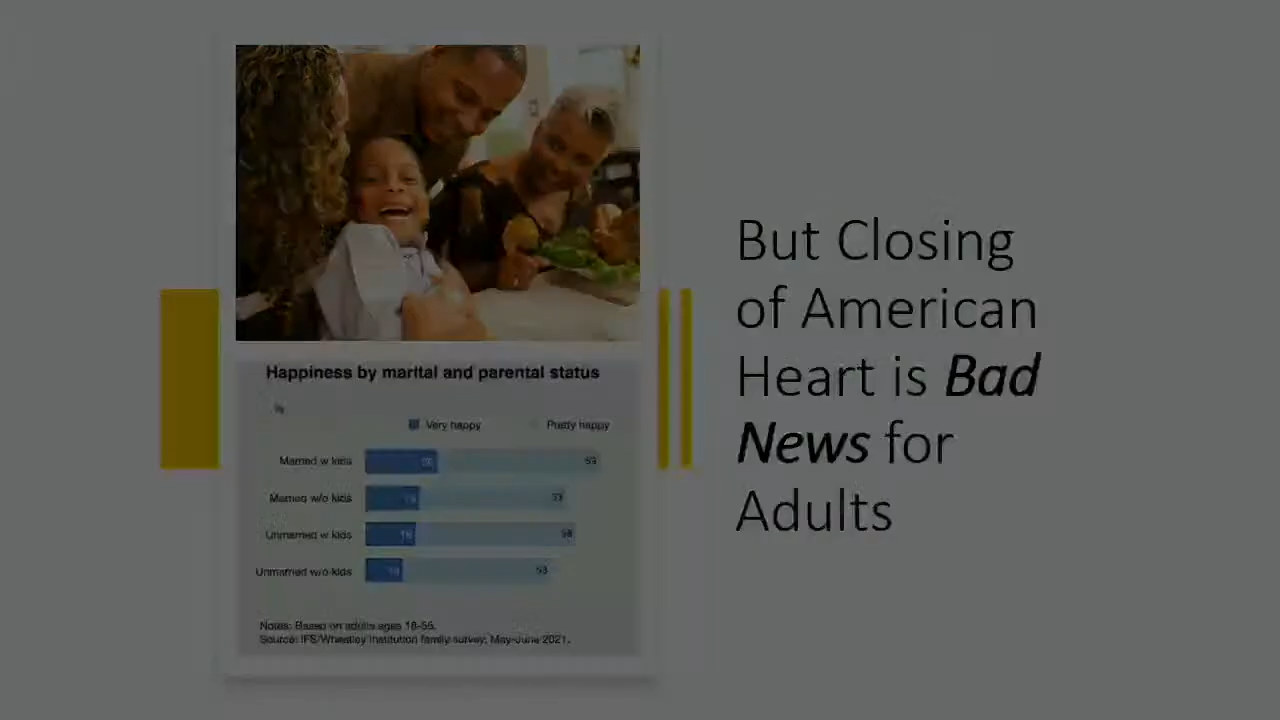 Happiness by marital and parental status
Very happy Pretty happy
Married w kids
Married w/o kids
Unmarried w kids 58
Unmarried w/o kids 53
Notes: Based on adults ages 18-55.
Source: IFS/Wheatley Institution family survey, May-June 2021.
But Closing
of American
Heart is Bad
News for
Adults